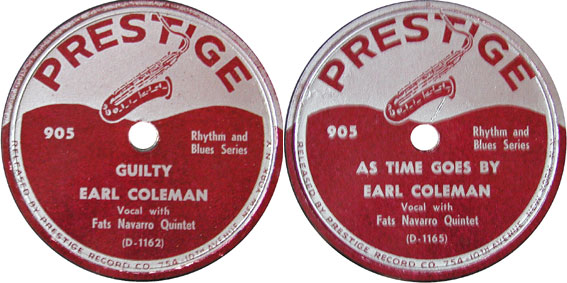 PRESTIGE
905
Rhythm and
Blues Series
GUILTY
EARL COLEMAN
Vocal with
Fats Navarro Quintet
(D-1162)
RELEASED BY PRESTIGE RECORD CO. 754-10TH AVENUE, NEW YORK, N.Y.
PRESTIGE
905
Rhythm and
Blues Series
AS TIME GOES BY
EARL COLEMAN
Vocal with
Fats Navarro Quintet
(D-1165)
RELEASED BY PRESTIGE RECORD CO. 754-10TH AVENUE, NEW YORK, N.Y.